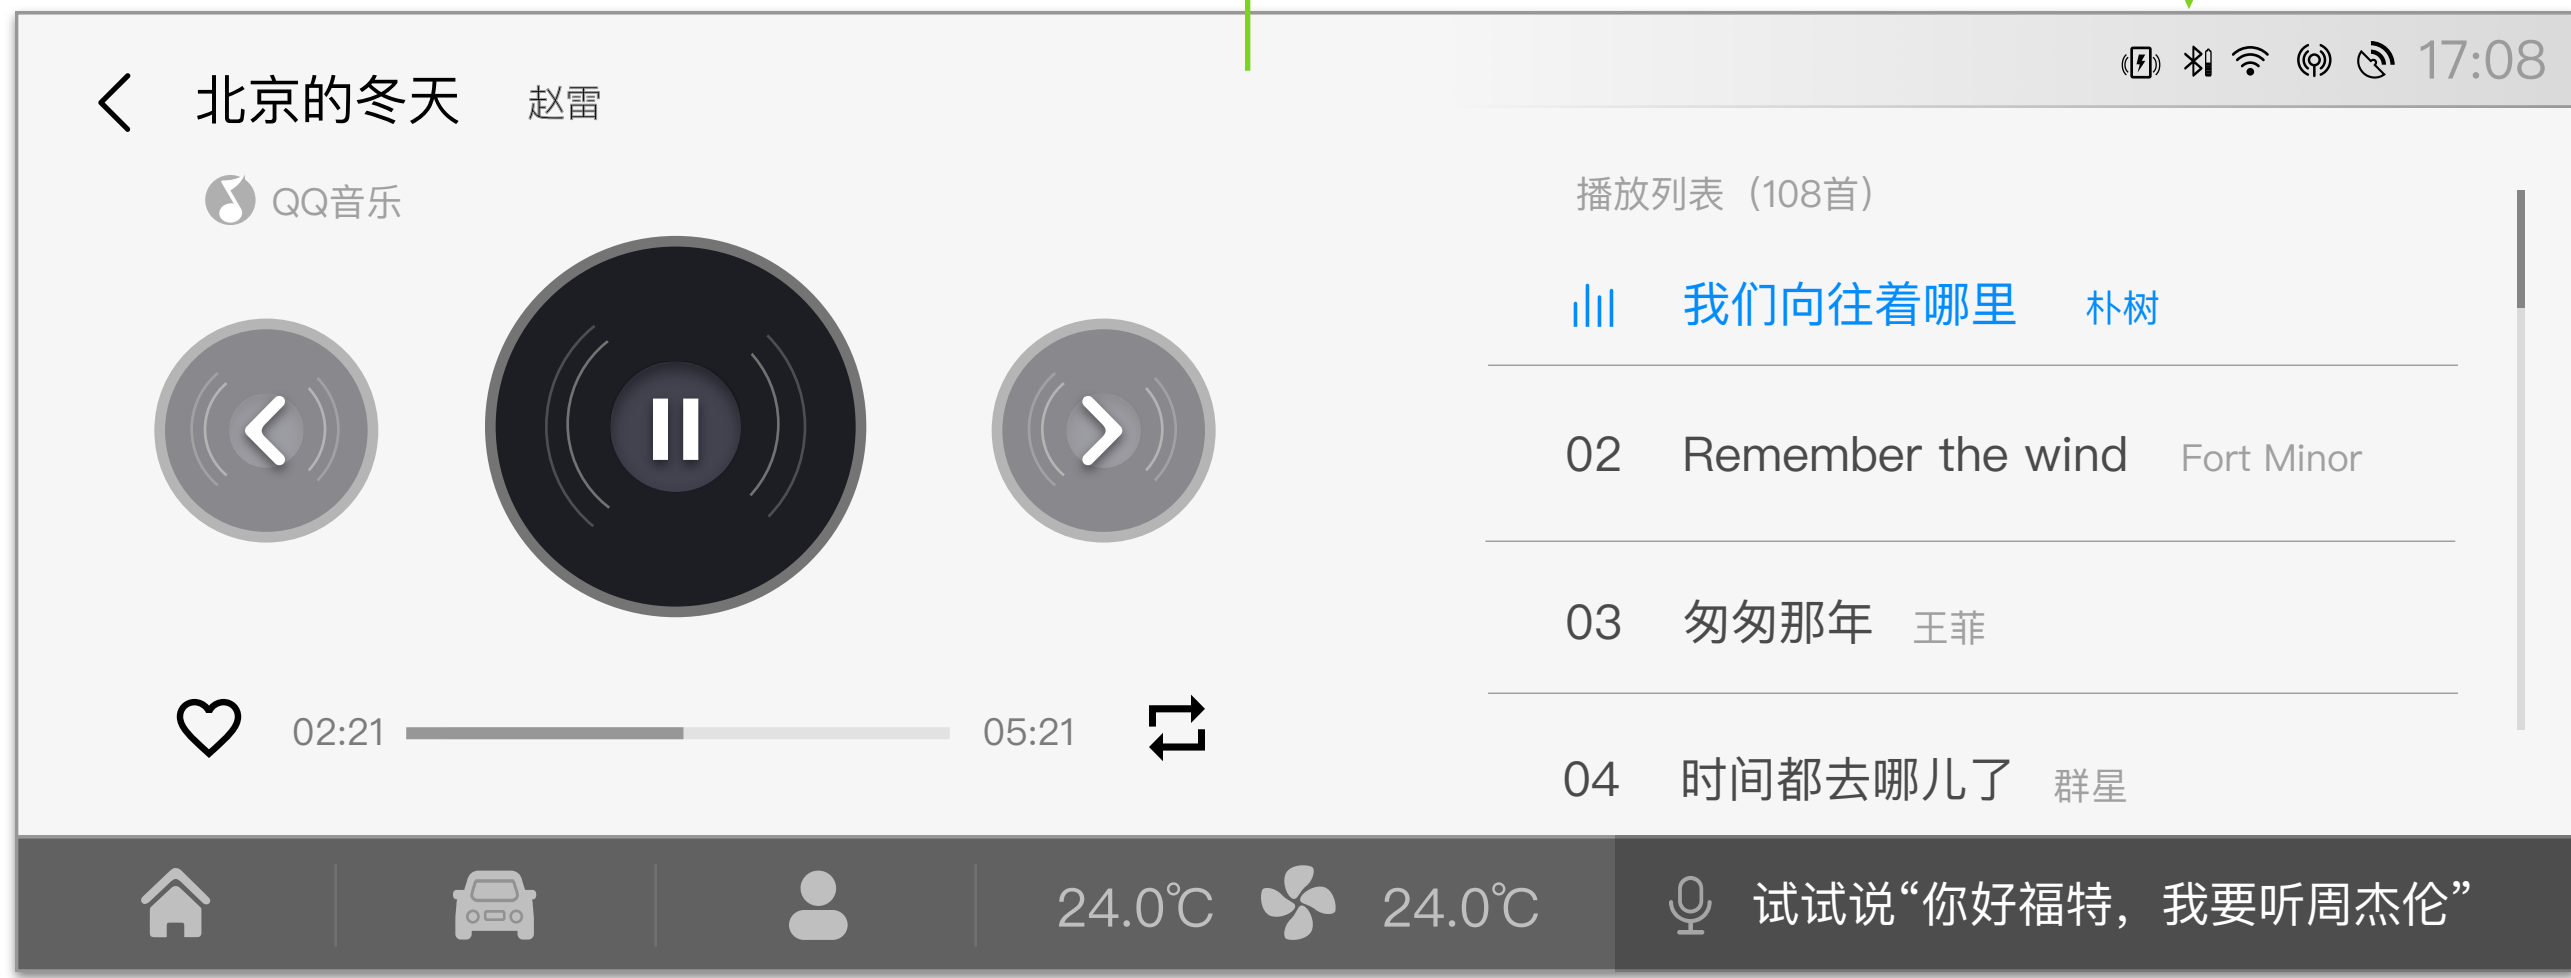 17:08
北京的冬天 赵雷
QQ音乐
播放列表（108首）
我们向往着哪里 朴树
02 Remember the wind Fort Minor
03 匆匆那年 王菲
02:21 05:21
04 时间都去哪儿了 群星
24.0℃ 24.0℃ 试试说“你好福特，我要听周杰伦”